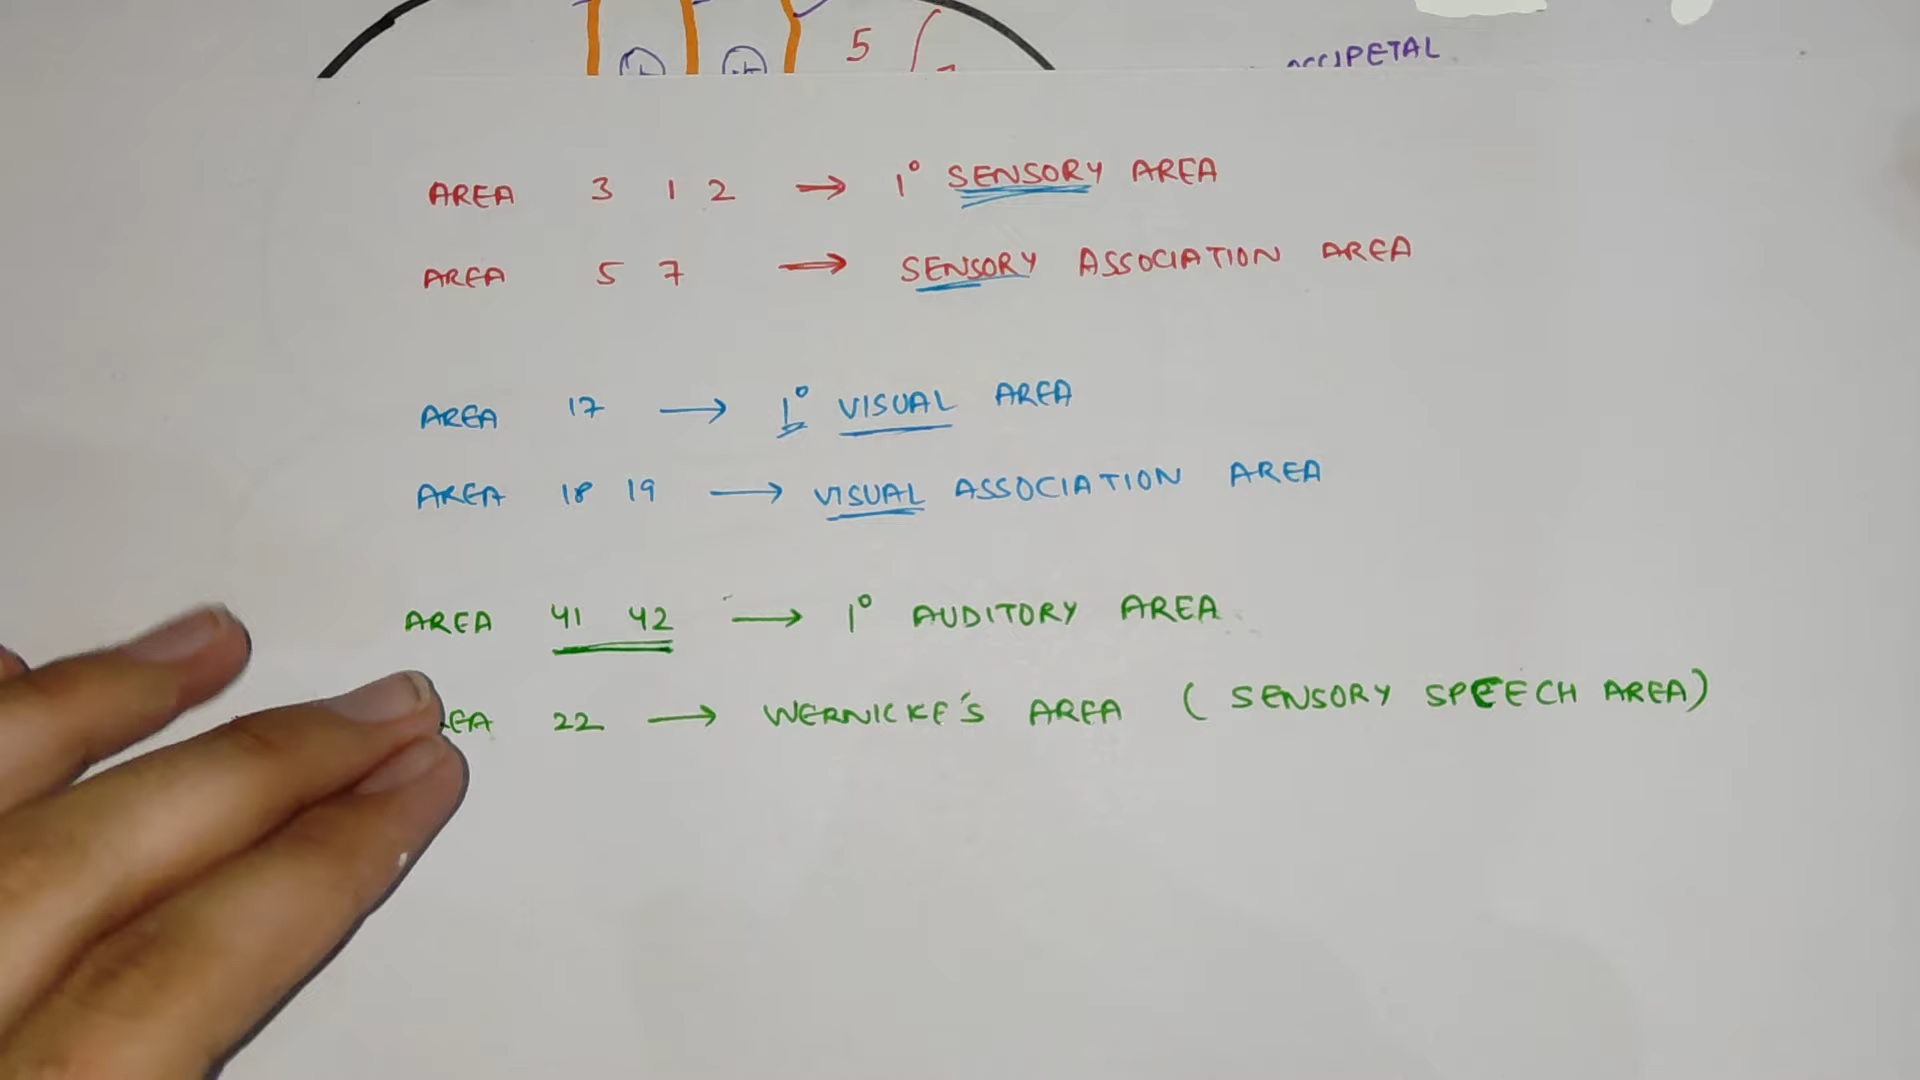 5
AREA 3 1 2 → 1° SENSORY AREA
AREA 5 7 → SENSORY ASSOCIATION AREA
AREA 17 → 1° VISUAL AREA
AREA 18 19 → VISUAL ASSOCIATION AREA
AREA 41 42 → 1° AUDITORY AREA
EA 22 → WERNICKE'S AREA (SENSORY SPEECH AREA)